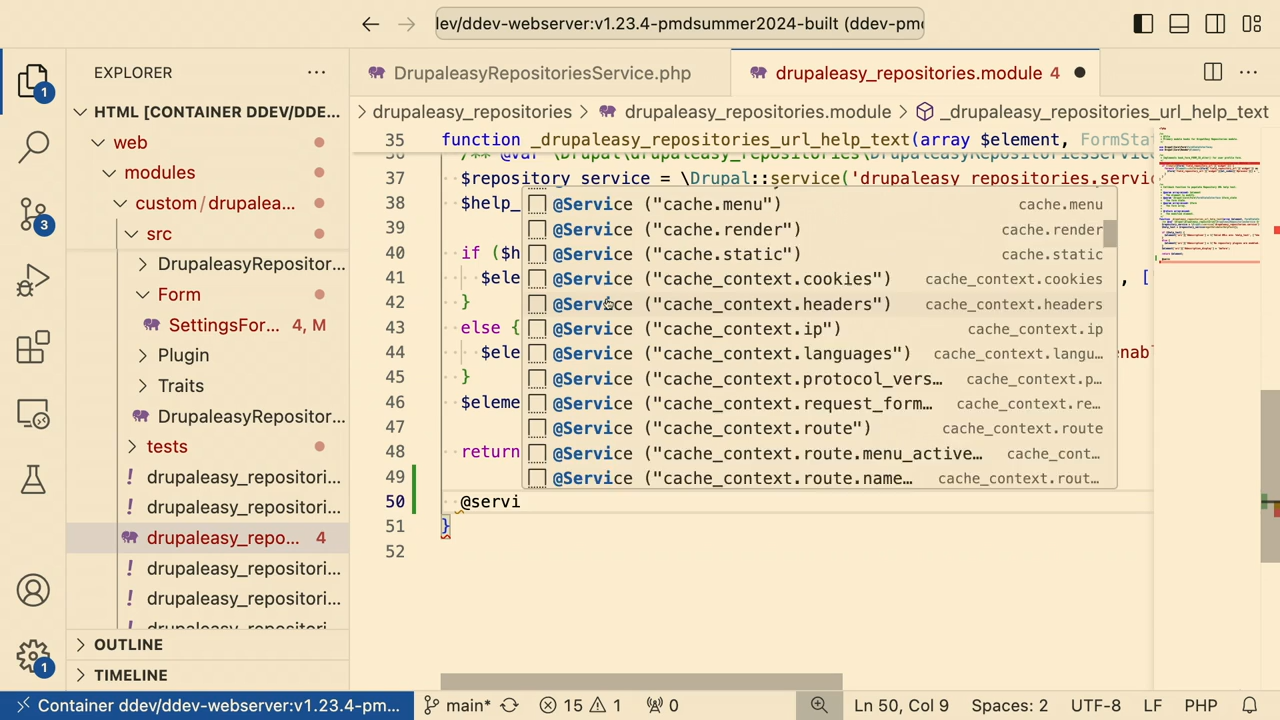 lev/ddev-webserver:v1.23.4-pmdsummer2024-built (ddev-pm
EXPLORER
HTML [CONTAINER DDEV/DDE...
web
modules
custom / drupalea...
src
DrupaleasyRepositor...
Form
SettingsFor... 4, M
Plugin
Traits
DrupaleasyRepositor...
tests
! drupaleasy_repositori...
! drupaleasy_repositori...
drupaleasy_repo... 4
! drupaleasy_repositori...
! drupaleasy_repositori...
OUTLINE
TIMELINE
1
3
1
DrupaleasyRepositoriesService.php
drupaleasy_repositories.module 4
drupaleasy_repositories > drupaleasy_repositories.module > _drupaleasy_repositories_url_help_text
35 function _drupaleasy_repositories_url_help_text(array $element, FormSta
37 $repository_service = \Drupal::service('drupaleasy_repositories.servic
38 $help_
39
40 if ($h
41 $ele , [
42 }
43 else {
44 $ele enabl
45 }
46 $eleme
47
48 return
49
50 @servi
51 }
52
@Service ("cache.menu") cache.menu
@Service ("cache.render") cache.render
@Service ("cache.static") cache.static
@Service ("cache_context.cookies") cache_context.cookies
@Service ("cache_context.headers") cache_context.headers
@Service ("cache_context.ip") cache_context.ip
@Service ("cache_context.languages") cache_context.langu...
@Service ("cache_context.protocol_vers... cache_context.p...
@Service ("cache_context.request_form... cache_context.re...
@Service ("cache_context.route") cache_context.route
@Service ("cache_context.route.menu_active... cache_cont...
@Service ("cache_context.route.name... cache_context.rout...
Container ddev/ddev-webserver:v1.23.4-pm... main* 15 1 0 Ln 50, Col 9 Spaces: 2 UTF-8 LF PHP